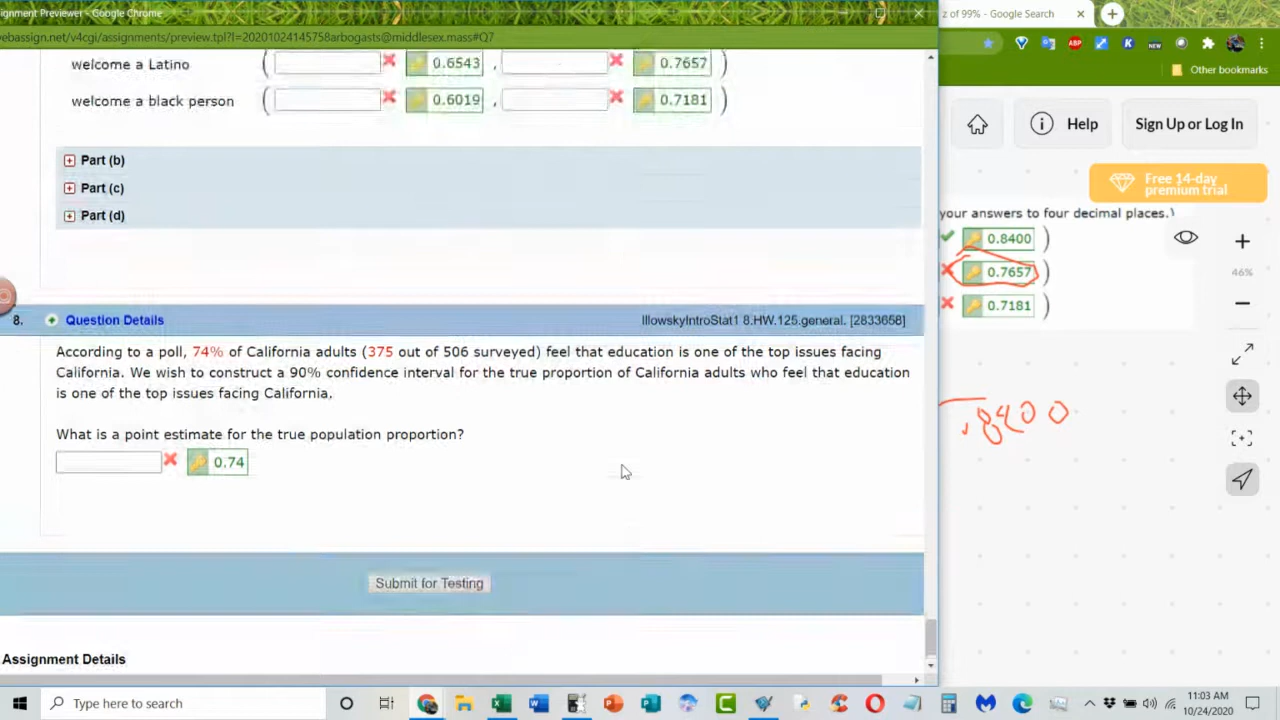 ssignment Previewer - Google Chrome
z of 99% - Google Search
ebassign.net/v4cgi/assignments/preview.tpl?l=20201024145758arbogasts@middlesex.mass#Q7
ABP
K
NEW
Other bookmarks
welcome a Latino ( 0.6543 , 0.7657 )
welcome a black person ( 0.6019 , 0.7181 )
Help
Sign Up or Log In
Part (b)
Part (c)
Part (d)
Free 14-day
premium trial
your answers to four decimal places.)
0.8400 )
0.7657 )
0.7181 )
46%
8. Question Details IllowskyIntroStat1 8.HW.125.general. [2833658]
According to a poll, 74% of California adults (375 out of 506 surveyed) feel that education is one of the top issues facing
California. We wish to construct a 90% confidence interval for the true proportion of California adults who feel that education
is one of the top issues facing California.
.8400
What is a point estimate for the true population proportion?
0.74
Submit for Testing
Assignment Details
Type here to search
11:03 AM
10/24/2020